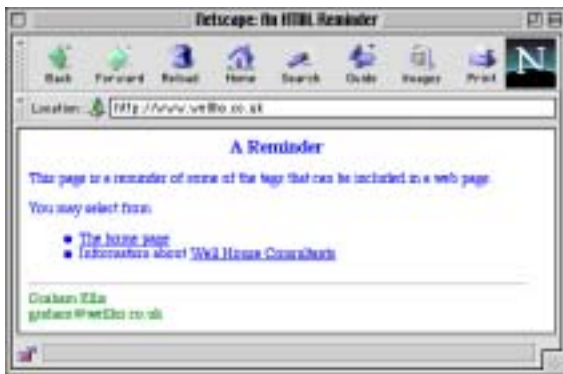 Netscape: An HTML Reminder
Back Forward Reload Home Search Guide Images Print N
Location: http://www.wellho.co.uk
A Reminder
This page is a reminder of some of the tags that can be included in a web page.
You may select from
The home page
Information about Well House Consultants
Graham Ellis
graham@wellho.co.uk